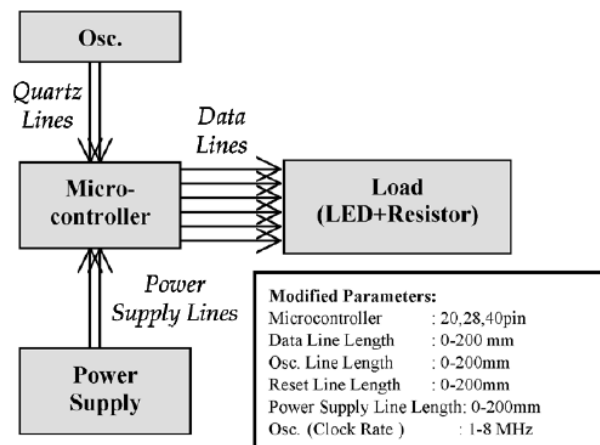 Osc.
Quartz
Lines
Data
Lines
Micro-
controller
Load
(LED+Resistor)
Power
Supply Lines
Power
Supply
Modified Parameters:
Microcontroller : 20,28,40pin
Data Line Length : 0-200 mm
Osc. Line Length : 0-200mm
Reset Line Length : 0-200mm
Power Supply Line Length: 0-200mm
Osc. (Clock Rate ) : 1-8 MHz